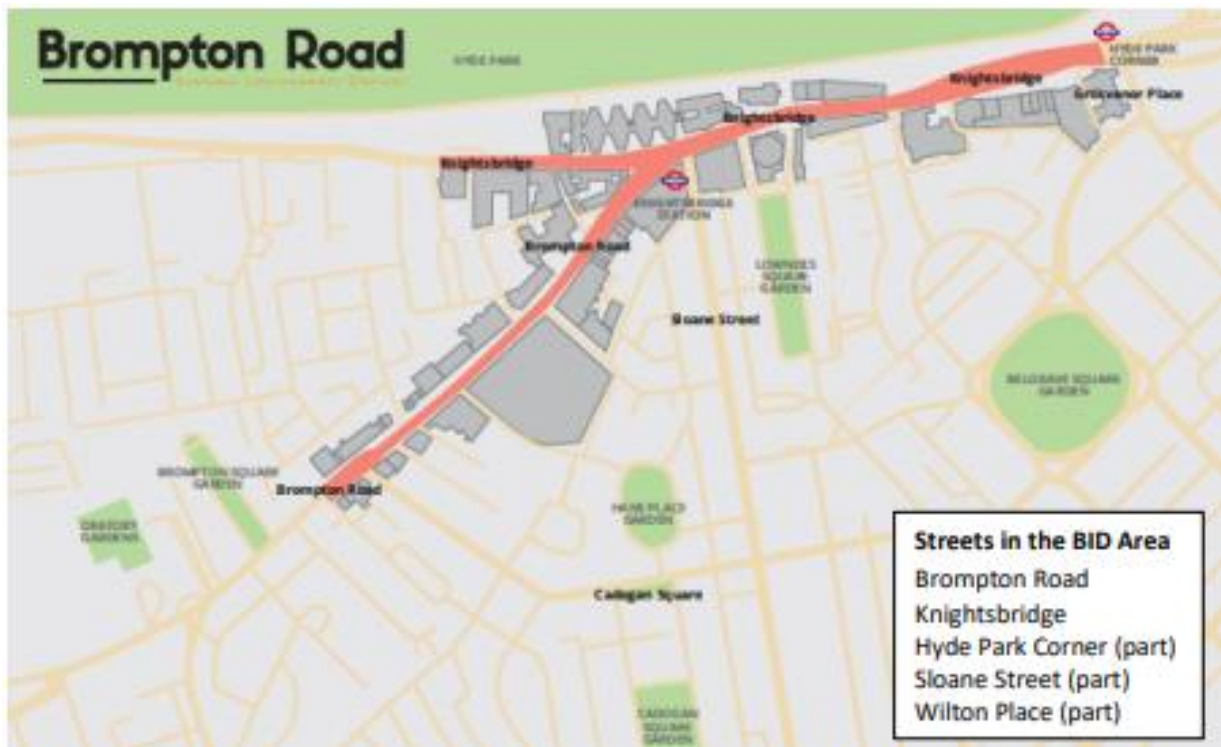 Brompton Road
HYDE PARK
HYDE PARK
CORNER
Knightsbridge
Grosvenor Place
Knightsbridge
Knightsbridge
KNIGHTSBRIDGE
STATION
Brompton Road
LOWNDES
SQUARE
GARDEN
Sloane Street
BELGRAVE SQUARE
GARDEN
BROMPTON SQUARE
GARDEN
Brompton Road
HANS PLACE
GARDEN
ORATORY
GARDENS
Cadogan Square
CADOGAN
SQUARE
GARDEN
Streets in the BID Area
Brompton Road
Knightsbridge
Hyde Park Corner (part)
Sloane Street (part)
Wilton Place (part)